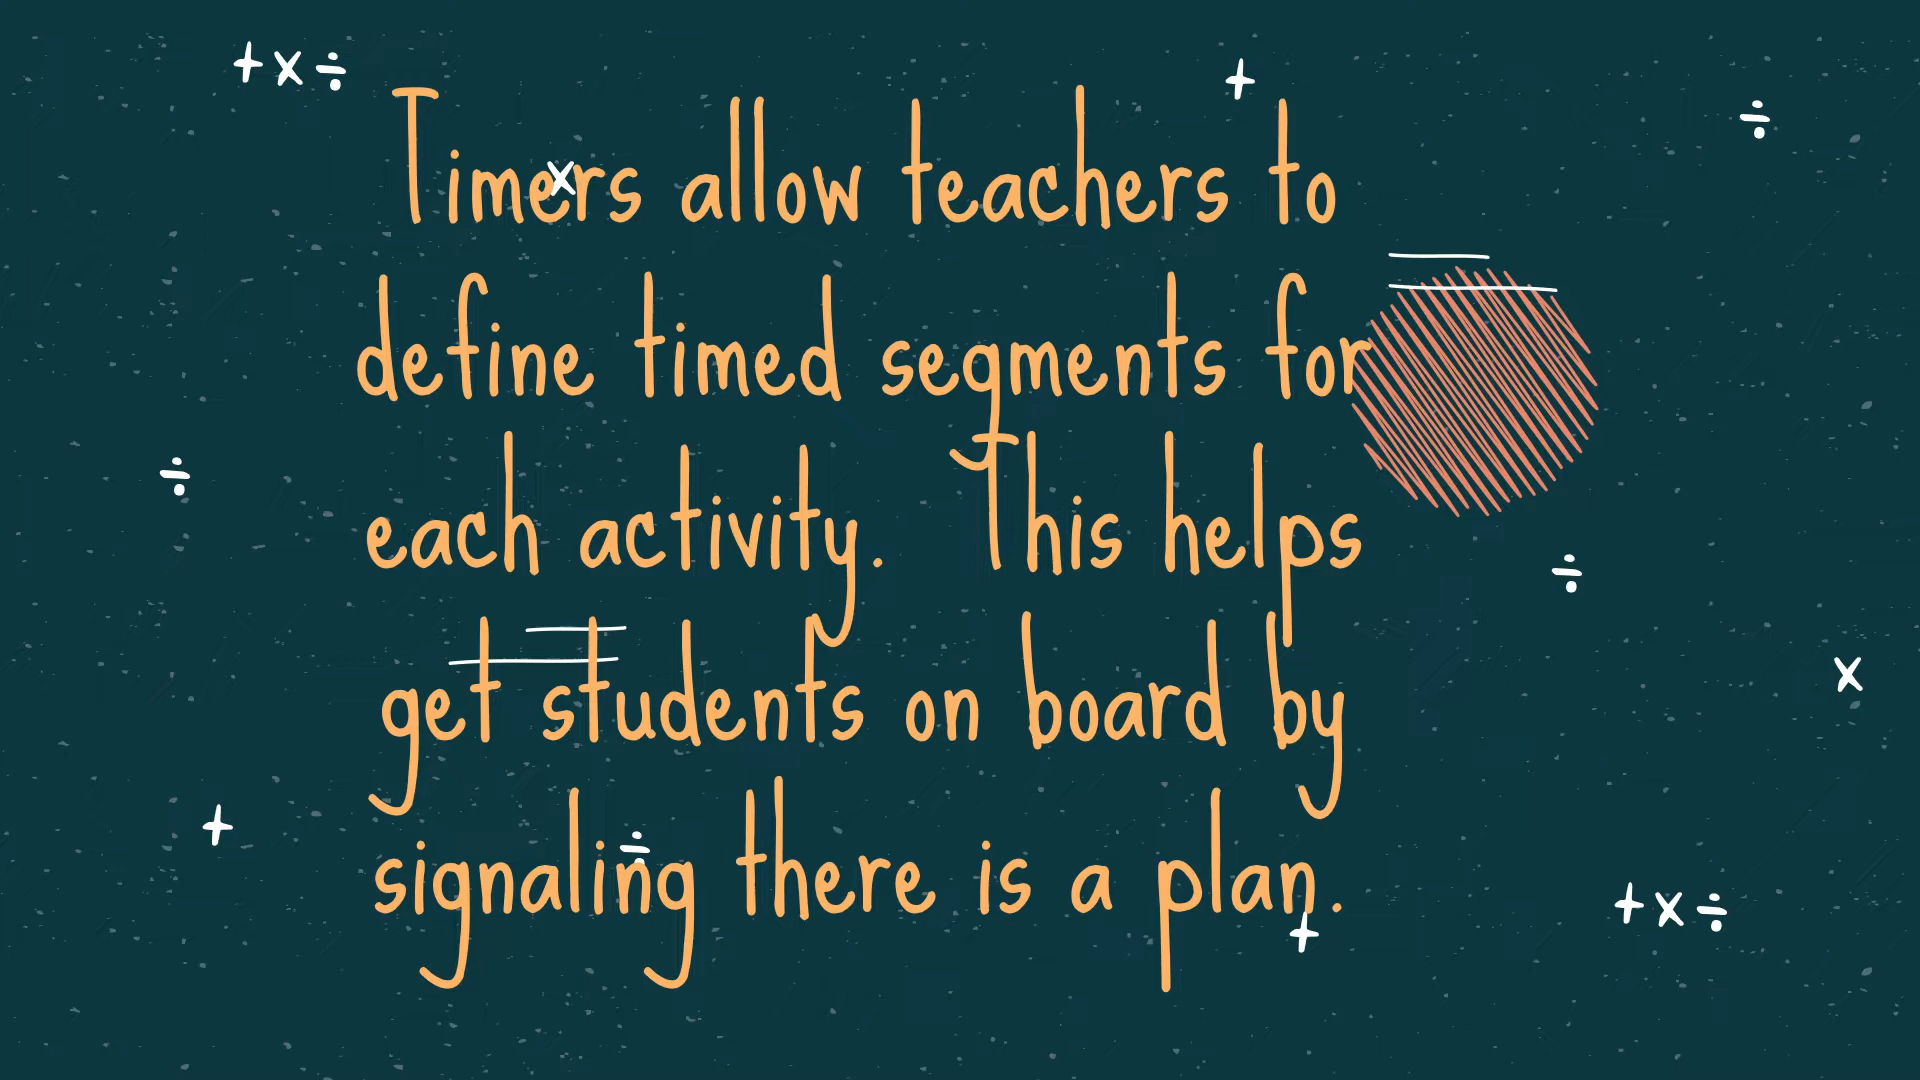 + x ÷
+
÷
x
Timers allow teachers to
define timed segments for
each activity.  This helps
÷
÷
get students on board by
x
+
÷
signaling there is a plan.
+ x ÷
+